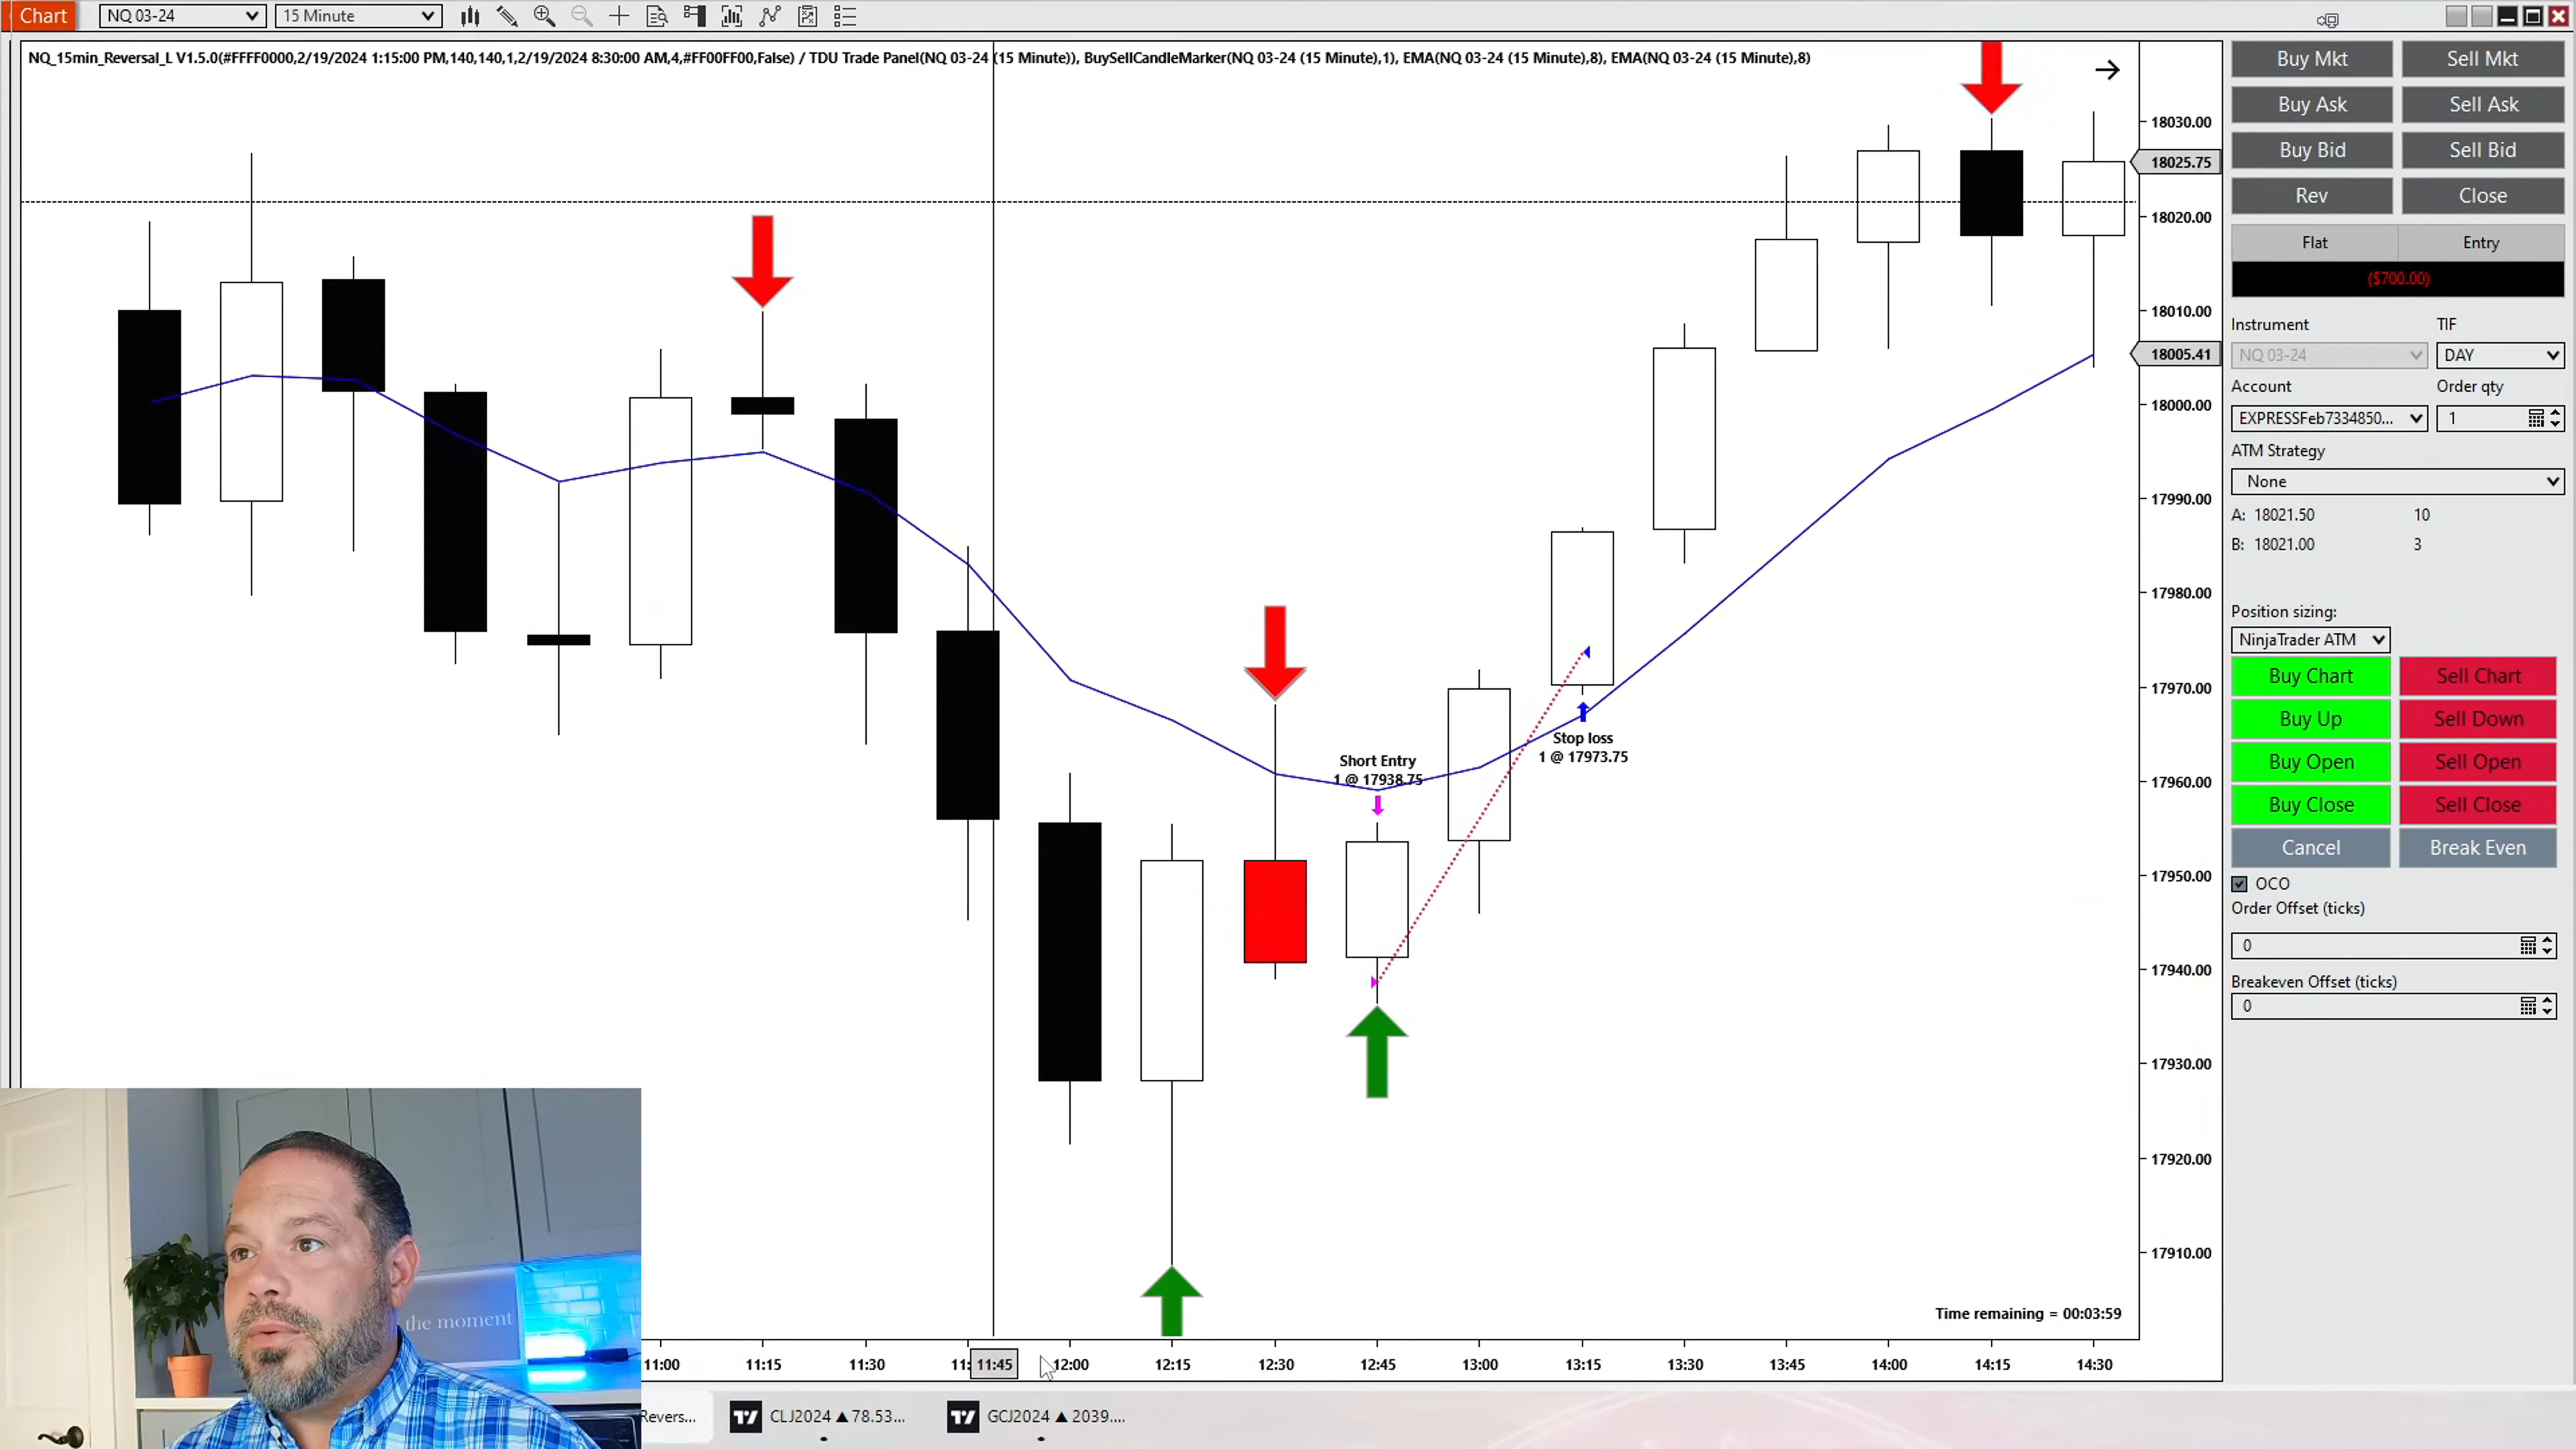 Chart NQ 03-24 15 Minute
NQ_15min_Reversal_L V1.5.0(#FFFF0000,2/19/2024 1:15:00 PM,140,140,1,2/19/2024 8:30:00 AM,4,#FF00FF00,False) / TDU Trade Panel(NQ 03-24 (15 Minute)), BuySellCandleMarker(NQ 03-24 (15 Minute),1), EMA(NQ 03-24 (15 Minute),8), EMA(NQ 03-24 (15 Minute),8)
18030.00
18025.75
18020.00
18010.00
18005.41
18000.00
17990.00
17980.00
17970.00
17960.00
17950.00
17940.00
17930.00
17920.00
17910.00
Short Entry
1 @ 17938.75
Stop loss
1 @ 17973.75
Time remaining = 00:03:59
11:00 11:15 11:30 11: 11:45 12:00 12:15 12:30 12:45 13:00 13:15 13:30 13:45 14:00 14:15 14:30
Buy Mkt Sell Mkt
Buy Ask Sell Ask
Buy Bid Sell Bid
Rev Close
Flat Entry
($700.00)
Instrument TIF
NQ 03-24 DAY
Account Order qty
EXPRESSFeb7334850... 1
ATM Strategy
None
A: 18021.50 10
B: 18021.00 3
Position sizing:
NinjaTrader ATM
Buy Chart Sell Chart
Buy Up Sell Down
Buy Open Sell Open
Buy Close Sell Close
Cancel Break Even
OCO
Order Offset (ticks)
0
Breakeven Offset (ticks)
0
the moment
Revers... CLJ2024 ▲ 78.53... GCJ2024 ▲ 2039....